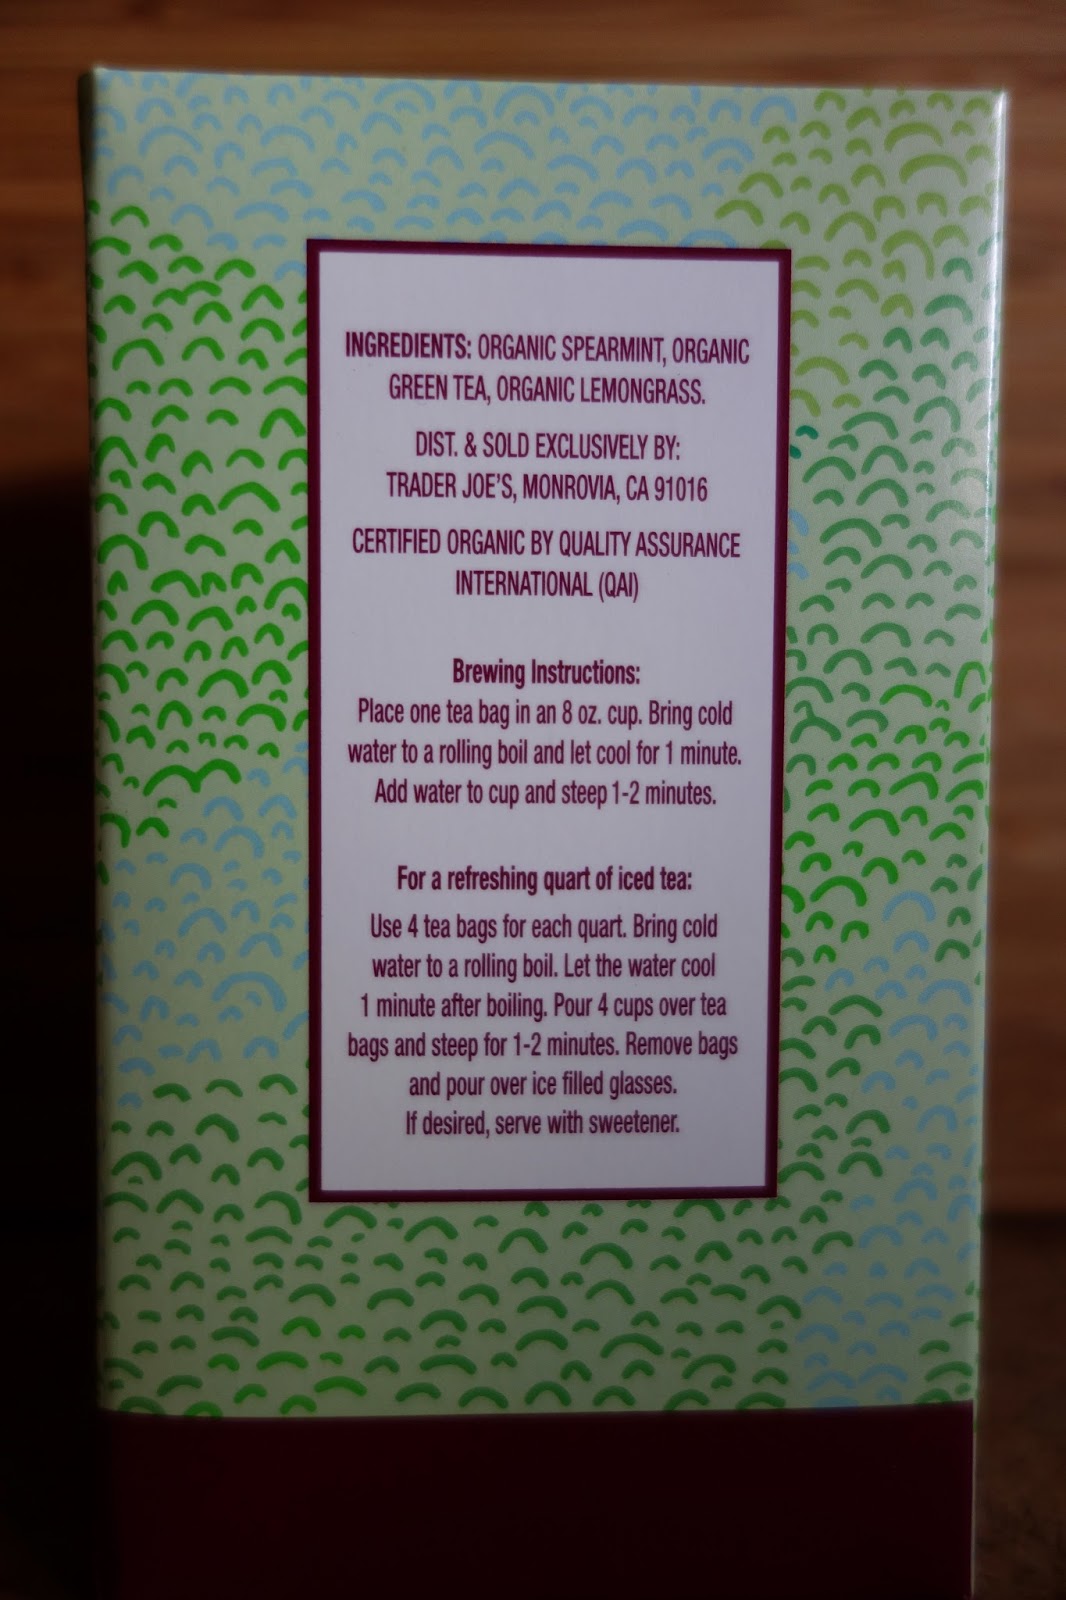 INGREDIENTS: ORGANIC SPEARMINT, ORGANIC
GREEN TEA, ORGANIC LEMONGRASS.
DIST. & SOLD EXCLUSIVELY BY:
TRADER JOE'S, MONROVIA, CA 91016
CERTIFIED ORGANIC BY QUALITY ASSURANCE
INTERNATIONAL (QAI)
Brewing Instructions:
Place one tea bag in an 8 oz. cup. Bring cold
water to a rolling boil and let cool for 1 minute.
Add water to cup and steep 1-2 minutes.
For a refreshing quart of iced tea:
Use 4 tea bags for each quart. Bring cold
water to a rolling boil. Let the water cool
1 minute after boiling. Pour 4 cups over tea
bags and steep for 1-2 minutes. Remove bags
and pour over ice filled glasses.
If desired, serve with sweetener.